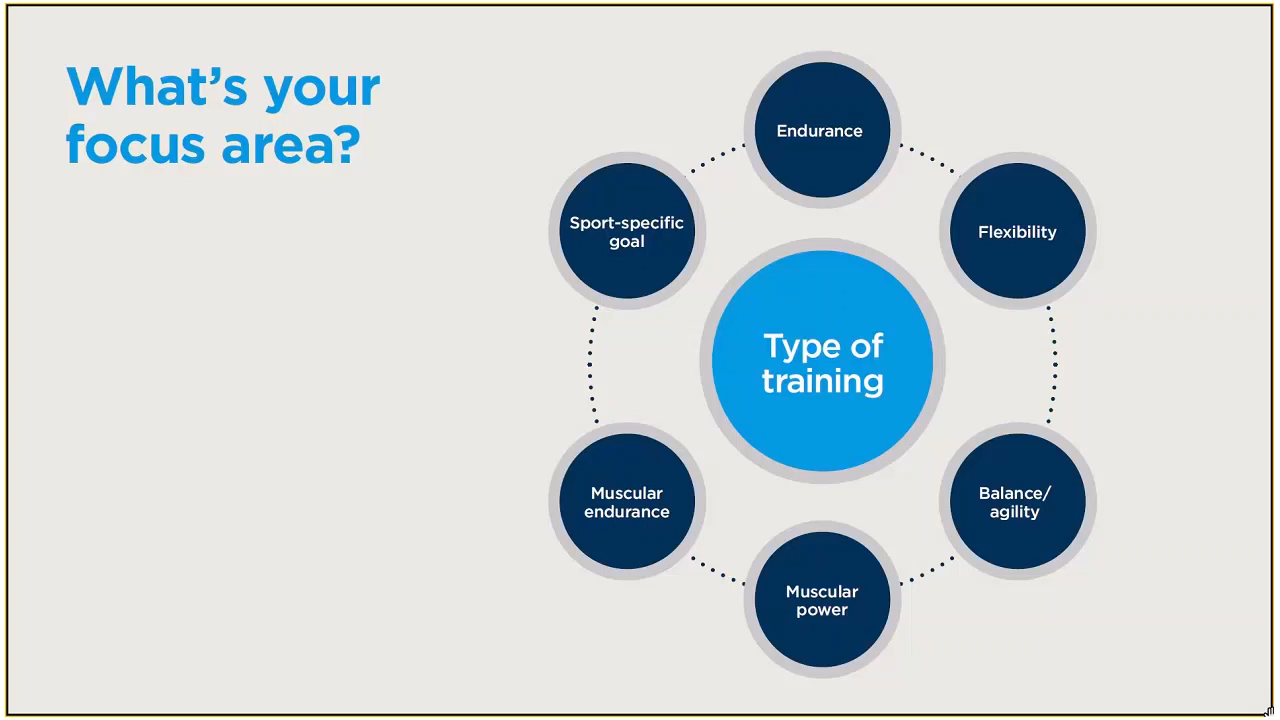 What's your
focus area?
Endurance
Flexibility
Balance/
agility
Muscular
power
Muscular
endurance
Sport-specific
goal
Type of
training